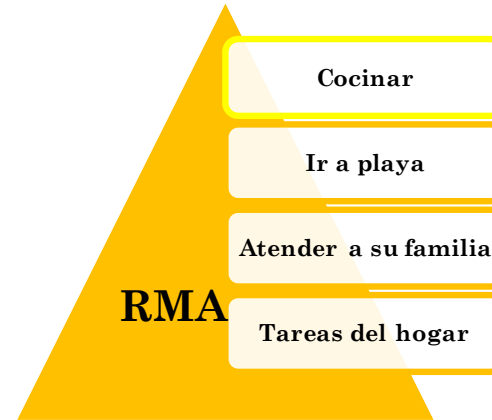 Cocinar
Ir a playa
Atender a su familia
RMA
Tareas del hogar